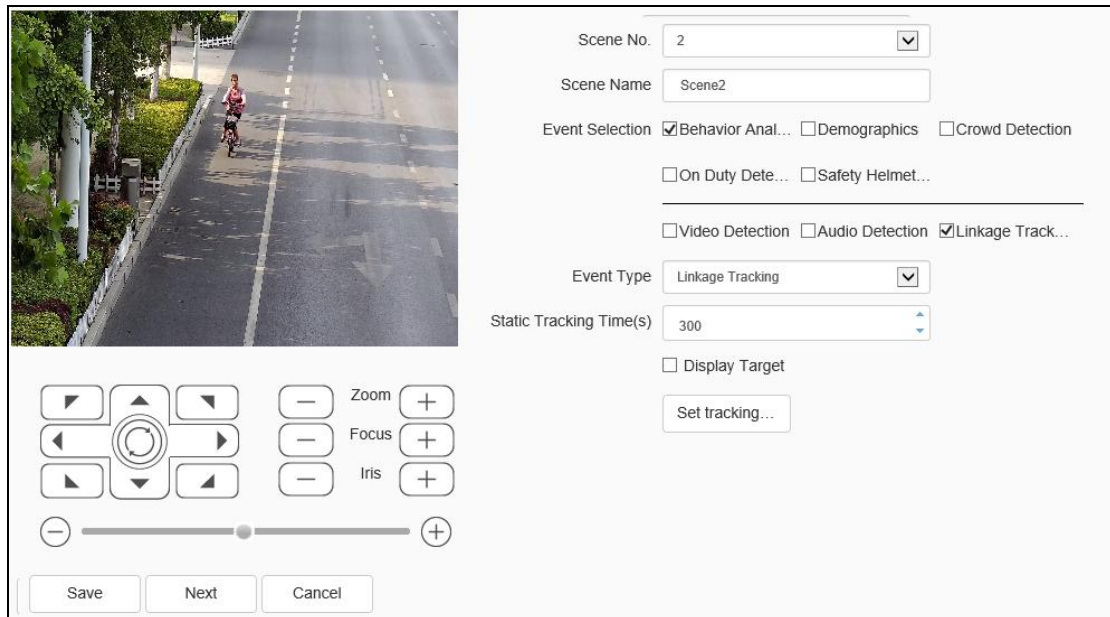 Scene No. 2
Scene Name Scene2
Event Selection Behavior Anal... Demographics Crowd Detection
On Duty Dete... Safety Helmet...
Video Detection Audio Detection Linkage Track...
Event Type Linkage Tracking
Static Tracking Time(s) 300
Display Target
Set tracking...
Zoom
Focus
Iris
Save Next Cancel